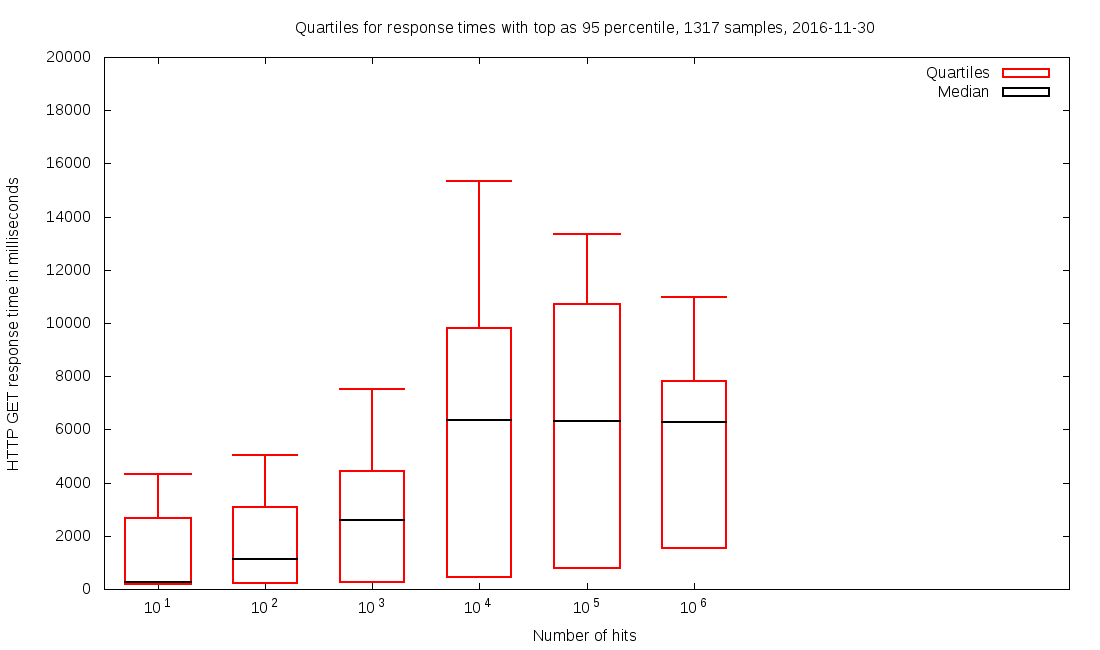 Quartiles for response times with top as 95 percentile, 1317 samples, 2016-11-30
20000
18000
16000
14000
12000
10000
8000
6000
4000
2000
0
HTTP GET response time in milliseconds
Quartiles
Median
10^1 10^2 10^3 10^4 10^5 10^6
Number of hits